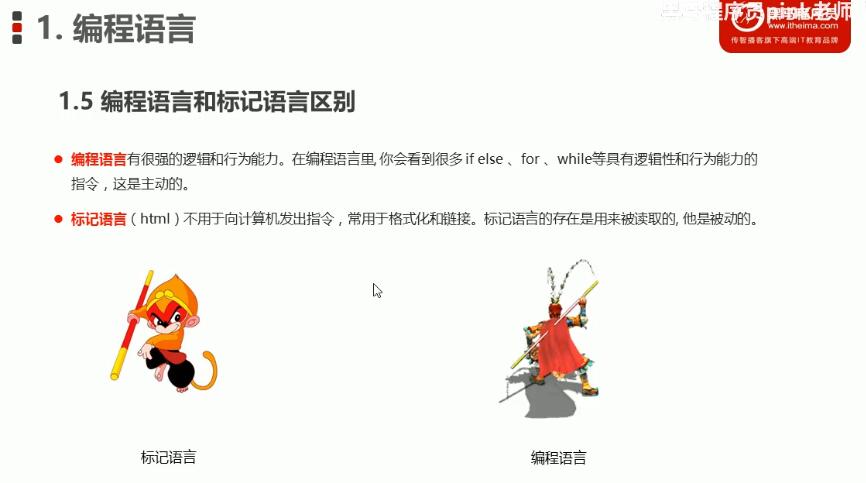 1. 编程语言
程序员pink老师
www.itheima.com
传智播客旗下高端IT教育品牌
1.5 编程语言和标记语言区别
编程语言有很强的逻辑和行为能力。在编程语言里, 你会看到很多 if else 、for 、while等具有逻辑性和行为能力的
指令，这是主动的。
标记语言（html）不用于向计算机发出指令，常用于格式化和链接。标记语言的存在是用来被读取的, 他是被动的。
标记语言
编程语言